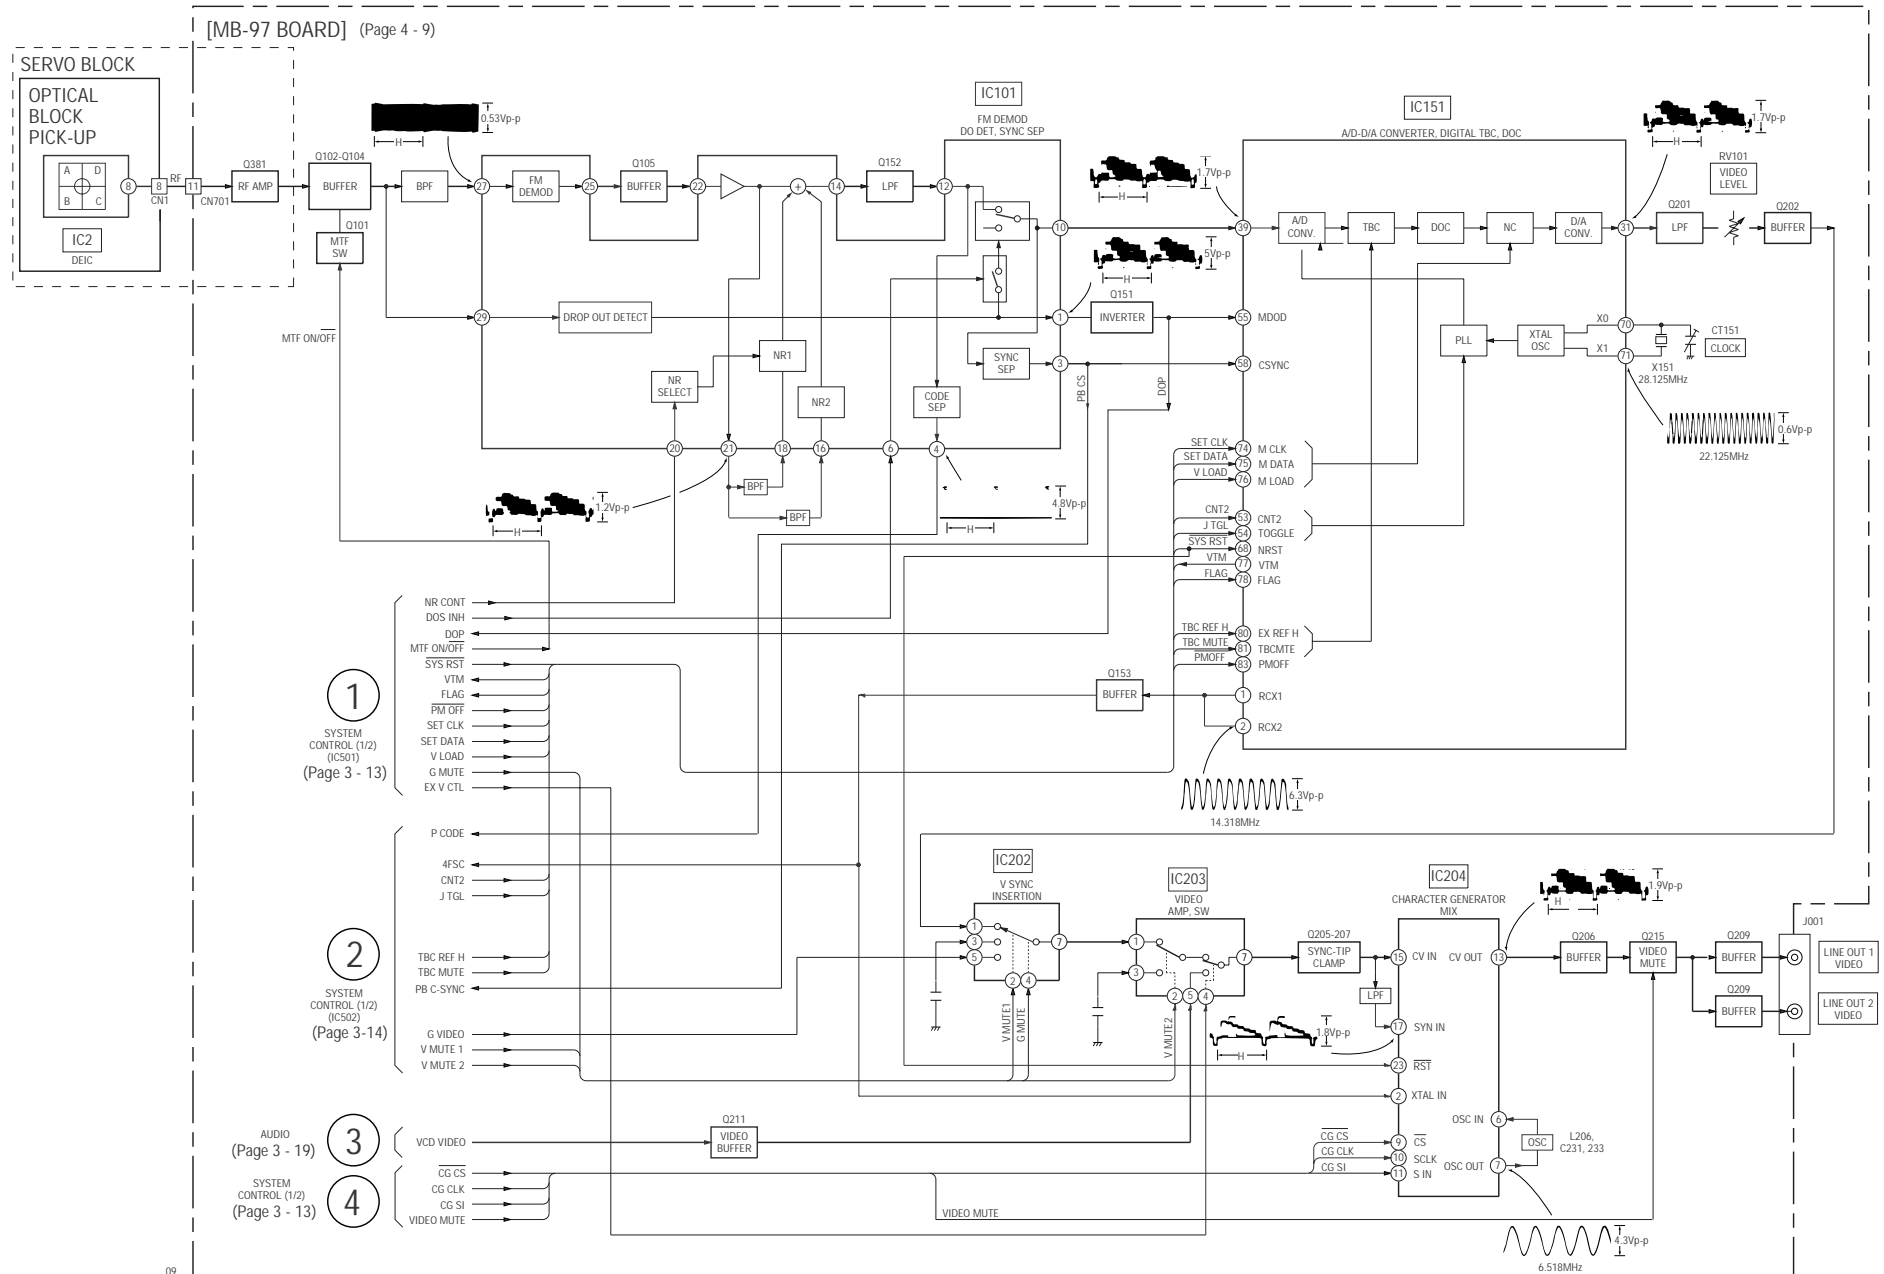 [MB-97 BOARD] (Page 4 - 9)
SERVO BLOCK
OPTICAL
BLOCK
PICK-UP
A D
B C
IC2
DEIC
8
8
RF
CN1
11
CN701
Q381
RF AMP
Q102-Q104
BUFFER
Q101
MTF
SW
MTF ON/OFF
BPF
0.53Vp-p
H
27
FM
DEMOD
25
Q105
BUFFER
22
+
14
Q152
LPF
12
IC101
FM DEMOD
DO DET, SYNC SEP
10
29
DROP OUT DETECT
1
NR1
NR
SELECT
NR2
SYNC
SEP
3
CODE
SEP
20
21
18
16
6
4
BPF
BPF
1.2Vp-p
H
4.8Vp-p
H
1.7Vp-p
H
5Vp-p
H
Q151
INVERTER
PB CS
DOP
IC151
A/D-D/A CONVERTER, DIGITAL TBC, DOC
39
A/D
CONV.
TBC
DOC
NC
D/A
CONV.
31
1.7Vp-p
H
Q201
LPF
RV101
VIDEO
LEVEL
Q202
BUFFER
55 MDOD
58 CSYNC
PLL
XTAL
OSC
X0
70
X1
71
CT151
CLOCK
X151
28.125MHz
0.6Vp-p
22.125MHz
SET CLK 74 M CLK
SET DATA 75 M DATA
V LOAD 76 M LOAD
CNT2 53 CNT2
J TGL 54 TOGGLE
SYS RST 68 NRST
VTM 77 VTM
FLAG 78 FLAG
TBC REF H 80 EX REF H
TBC MUTE 81 TBCMTE
PMOFF 83 PMOFF
1 RCX1
2 RCX2
Q153
BUFFER
6.3Vp-p
14.318MHz
1
SYSTEM
CONTROL (1/2)
(IC501)
(Page 3 - 13)
NR CONT
DOS INH
DOP
MTF ON/OFF
SYS RST
VTM
FLAG
PM OFF
SET CLK
SET DATA
V LOAD
G MUTE
EX V CTL
2
SYSTEM
CONTROL (1/2)
(IC502)
(Page 3-14)
P CODE
4FSC
CNT2
J TGL
TBC REF H
TBC MUTE
PB C-SYNC
G VIDEO
V MUTE 1
V MUTE 2
3
AUDIO
(Page 3 - 19)
VCD VIDEO
Q211
VIDEO
BUFFER
4
SYSTEM
CONTROL (1/2)
(Page 3 - 13)
CG CS
CG CLK
CG SI
VIDEO MUTE
VIDEO MUTE
IC202
V SYNC
INSERTION
1
3
5
7
2
4
V MUTE1
G MUTE
IC203
VIDEO
AMP, SW
1
3
7
2
5
4
V MUTE2
1.8Vp-p
H
Q205-207
SYNC-TIP
CLAMP
LPF
IC204
CHARACTER GENERATOR
MIX
15 CV IN
CV OUT 13
17 SYN IN
23 RST
2 XTAL IN
CG CS 9 CS
CG CLK 10 SCLK
CG SI 11 S IN
OSC IN 6
OSC OUT 7
OSC
L206,
C231, 233
4.3Vp-p
6.518MHz
1.9Vp-p
H
Q206
BUFFER
Q215
VIDEO
MUTE
Q209
BUFFER
Q209
BUFFER
J001
LINE OUT 1
VIDEO
LINE OUT 2
VIDEO
09